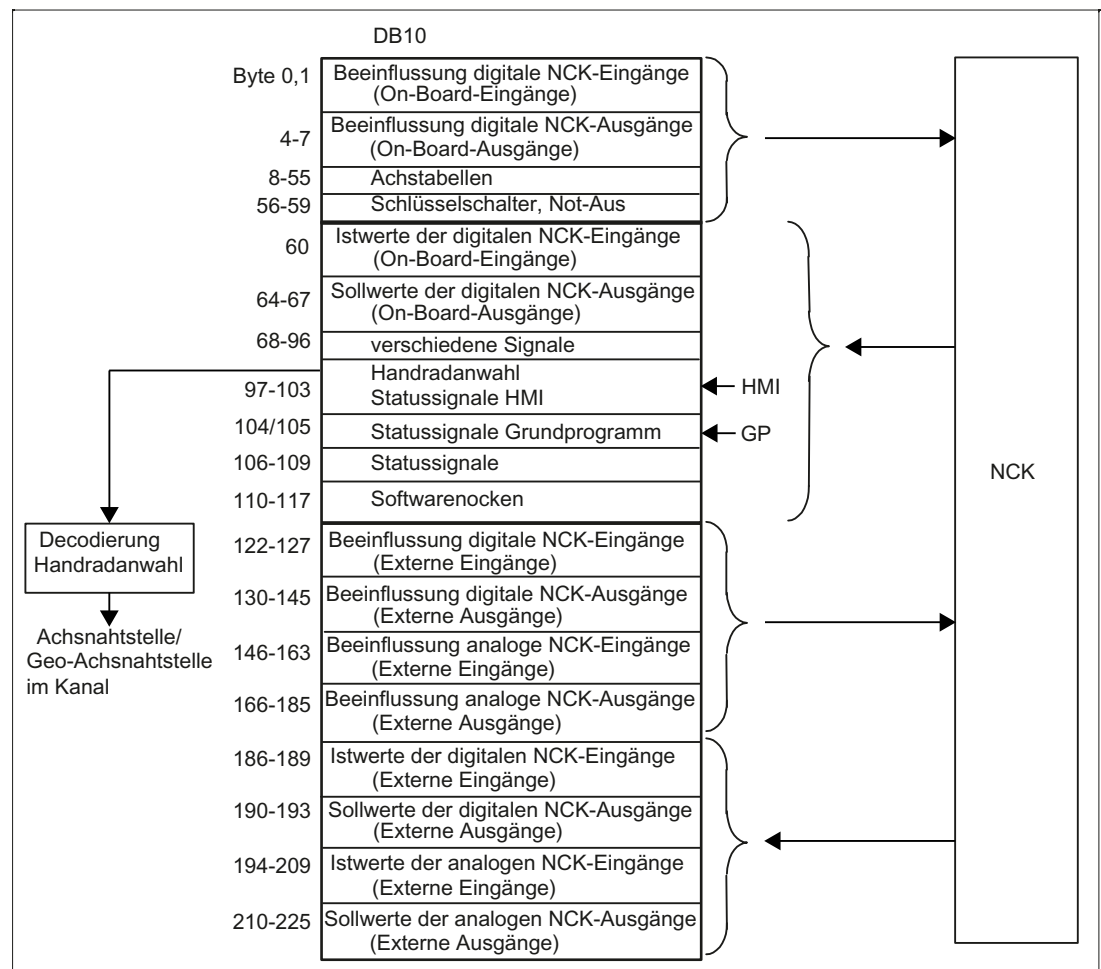 DB10
Byte 0,1
Beeinflussung digitale NCK-Eingänge
(On-Board-Eingänge)
4-7
Beeinflussung digitale NCK-Ausgänge
(On-Board-Ausgänge)
8-55
Achstabellen
56-59
Schlüsselschalter, Not-Aus
60
Istwerte der digitalen NCK-Eingänge
(On-Board-Eingänge)
64-67
Sollwerte der digitalen NCK-Ausgänge
(On-Board-Ausgänge)
68-96
verschiedene Signale
97-103
Handradanwahl
Statussignale HMI
HMI
104/105
Statussignale Grundprogramm
GP
106-109
Statussignale
NCK
110-117
Softwarenocken
Decodierung
Handradanwahl
Achsnahtstelle/
Geo-Achsnahtstelle
im Kanal
122-127
Beeinflussung digitale NCK-Eingänge
(Externe Eingänge)
130-145
Beeinflussung digitale NCK-Ausgänge
(Externe Ausgänge)
146-163
Beeinflussung analoge NCK-Eingänge
(Externe Eingänge)
166-185
Beeinflussung analoge NCK-Ausgänge
(Externe Ausgänge)
186-189
Istwerte der digitalen NCK-Eingänge
(Externe Eingänge)
190-193
Sollwerte der digitalen NCK-Ausgänge
(Externe Ausgänge)
194-209
Istwerte der analogen NCK-Eingänge
(Externe Eingänge)
210-225
Sollwerte der analogen NCK-Ausgänge
(Externe Ausgänge)